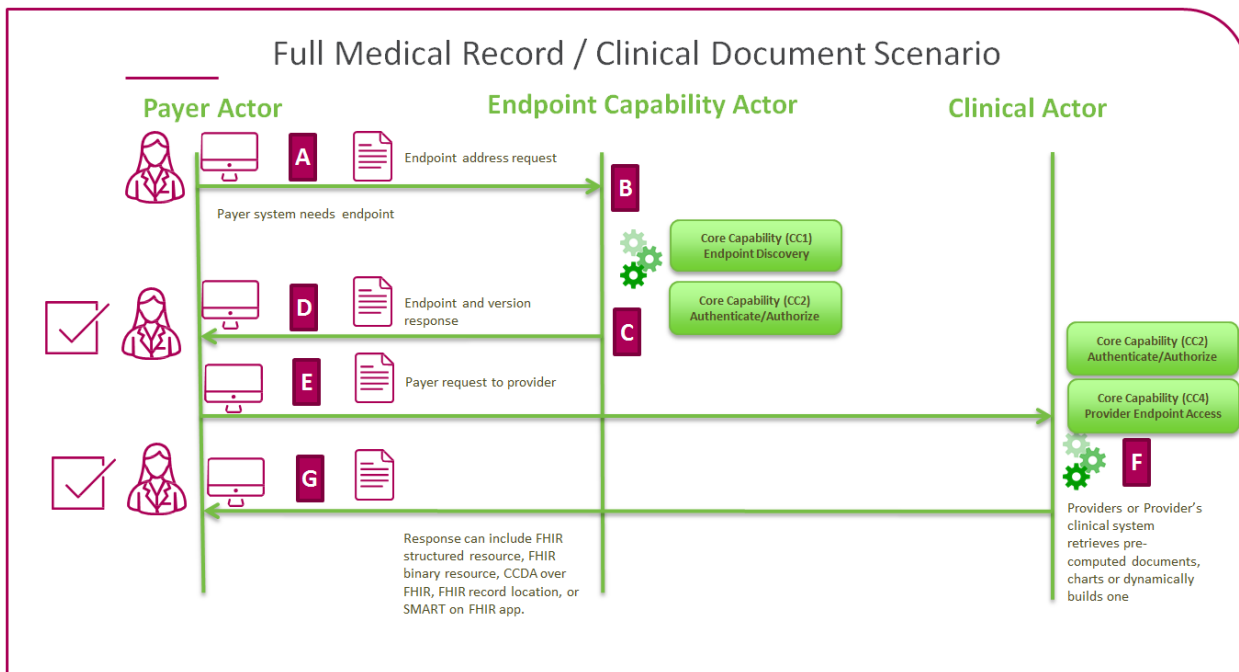 Full Medical Record / Clinical Document Scenario
Payer Actor
Endpoint Capability Actor
Clinical Actor
A
Endpoint address request
B
Payer system needs endpoint
Core Capability (CC1)
Endpoint Discovery
D
Endpoint and version
response
Core Capability (CC2)
Authenticate/Authorize
C
Core Capability (CC2)
Authenticate/Authorize
E
Payer request to provider
Core Capability (CC4)
Provider Endpoint Access
F
G
Providers or Provider's
clinical system
retrieves pre-
computed documents,
charts or dynamically
builds one
Response can include FHIR
structured resource, FHIR
binary resource, CCDA over
FHIR, FHIR record location, or
SMART on FHIR app.